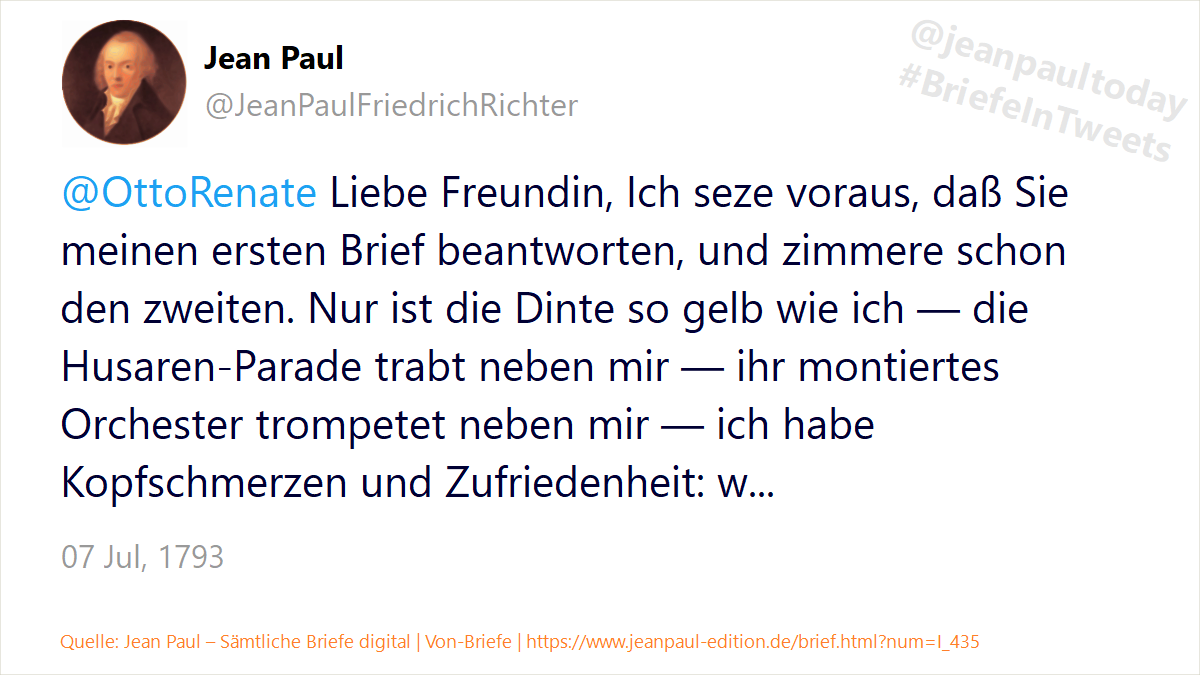 Jean Paul
@JeanPaulFriedrichRichter
@jeanpaultoday
#BriefeInTweets
@OttoRenate Liebe Freundin, Ich seze voraus, daß Sie
meinen ersten Brief beantworten, und zimmere schon
den zweiten. Nur ist die Dinte so gelb wie ich — die
Husaren-Parade trabt neben mir — ihr montiertes
Orchester trompetet neben mir — ich habe
Kopfschmerzen und Zufriedenheit: w...
07 Jul, 1793
Quelle: Jean Paul – Sämtliche Briefe digital | Von-Briefe | https://www.jeanpaul-edition.de/brief.html?num=I_435